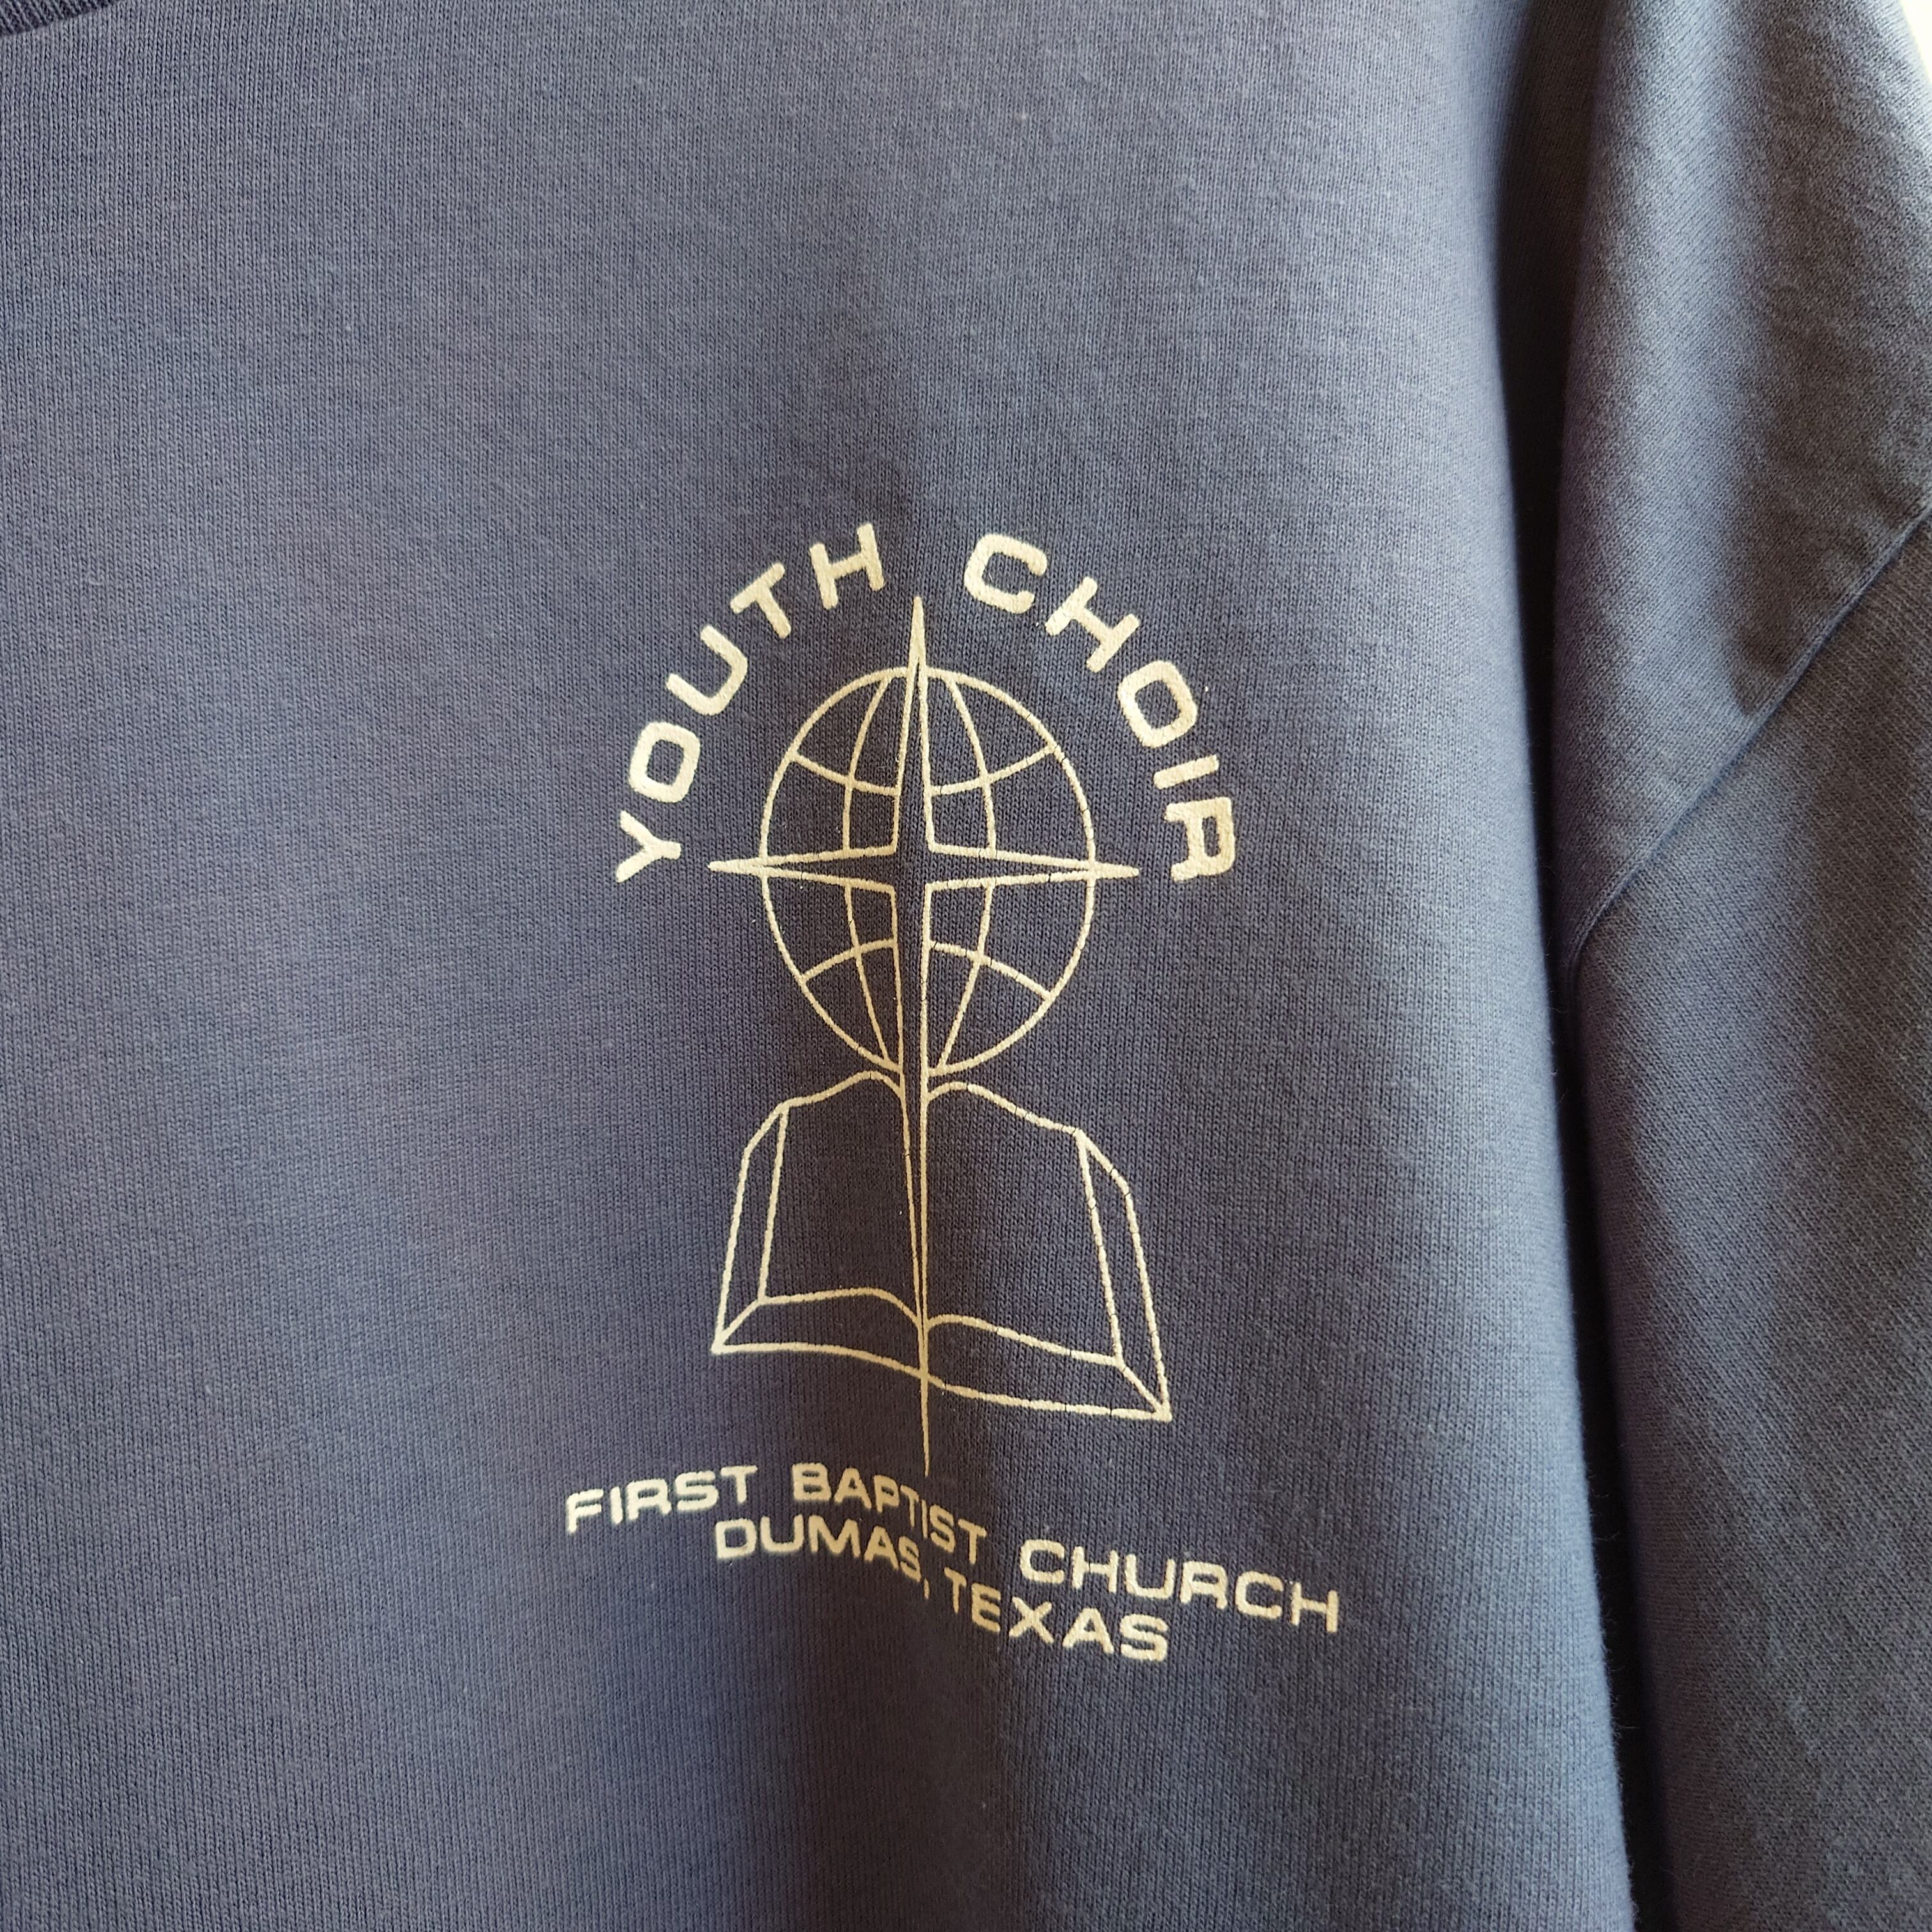 YOUTH CHOIR
FIRST BAPTIST CHURCH
DUMAS, TEXAS